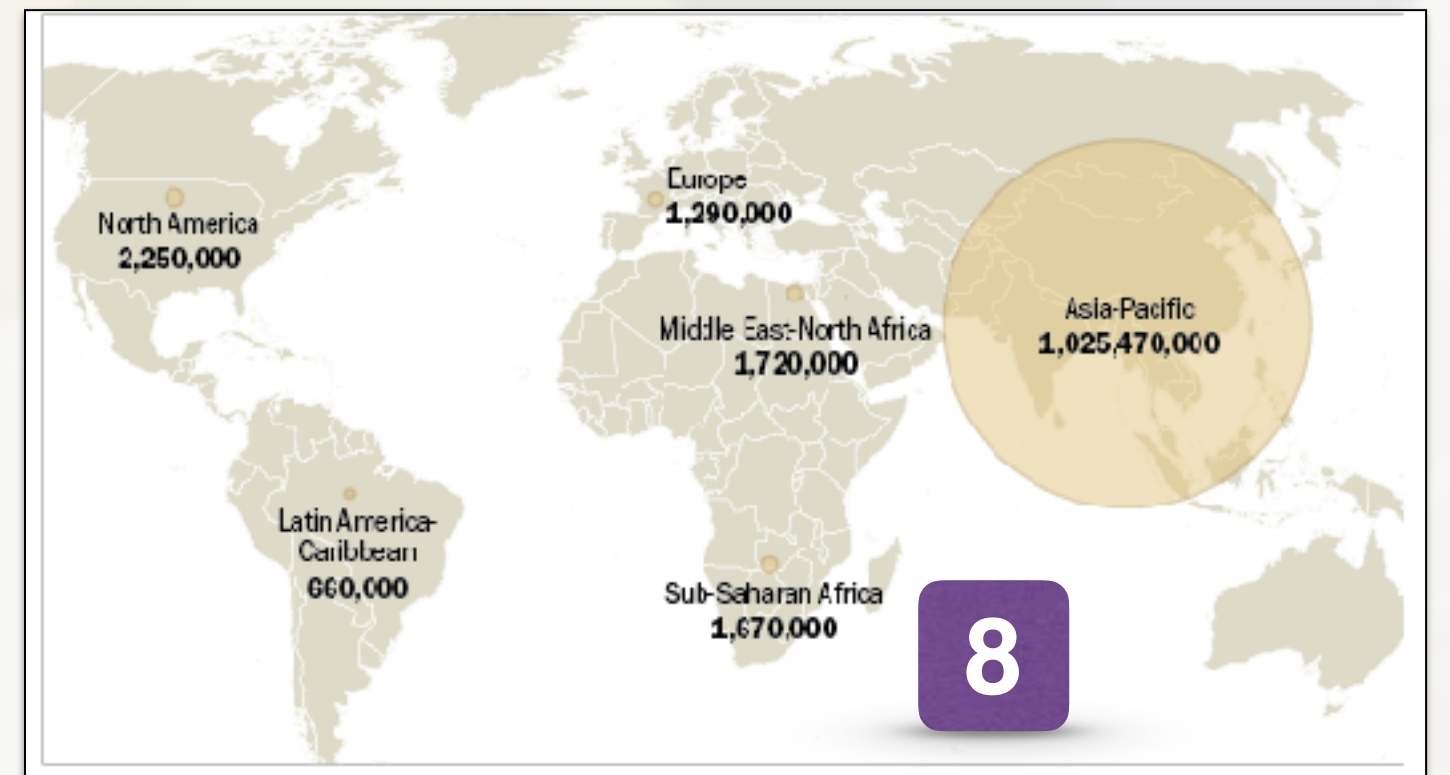 Europe
1,290,000
North America
2,250,000
Asia-Pacific
1,025,470,000
Middle East-North Africa
1,720,000
Latin America-
Caribbean
660,000
Sub-Saharan Africa
1,670,000
8